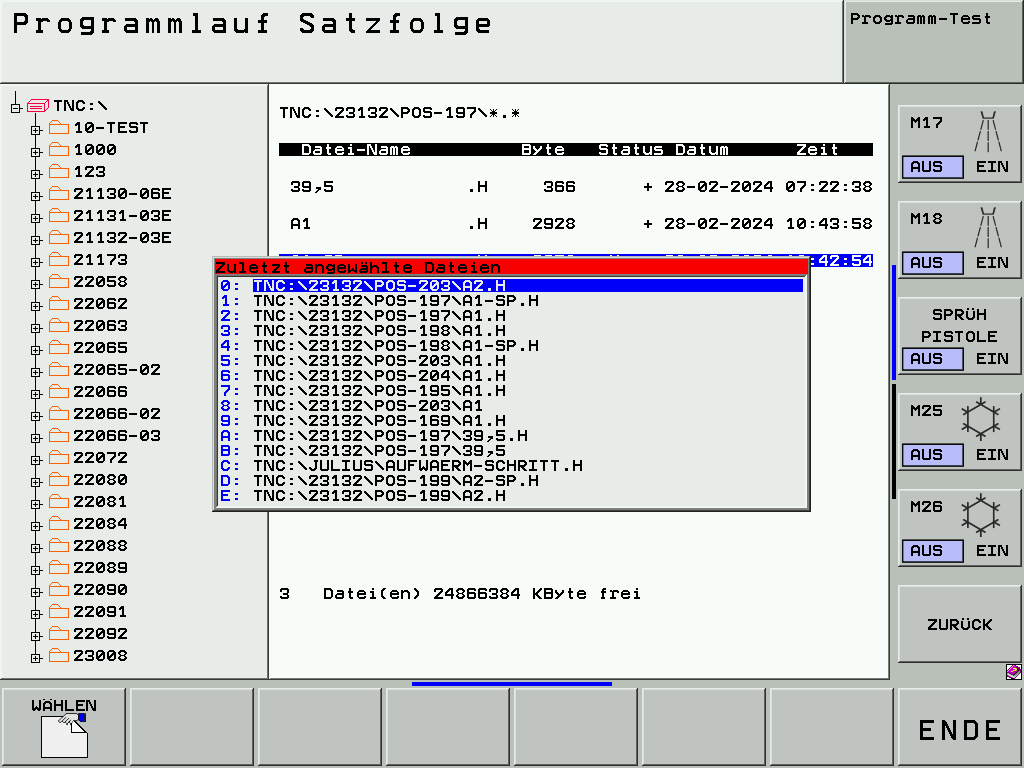 Programmlauf Satzfolge
Programm-Test
TNC:\
10-TEST
1000
123
21130-06E
21131-03E
21132-03E
21173
22058
22062
22063
22065
22065-02
22066
22066-02
22066-03
22072
22080
22081
22084
22088
22089
22090
22091
22092
23008
TNC:\23132\POS-197\*.*
Datei-Name Byte Status Datum Zeit
39,5 .H 366 + 28-02-2024 07:22:38
A1 .H 2928 + 28-02-2024 10:43:58
:42:54
Zuletzt angewählte Dateien
0: TNC:\23132\POS-203\A2.H
1: TNC:\23132\POS-197\A1-SP.H
2: TNC:\23132\POS-197\A1.H
3: TNC:\23132\POS-198\A1.H
4: TNC:\23132\POS-198\A1-SP.H
5: TNC:\23132\POS-203\A1.H
6: TNC:\23132\POS-204\A1.H
7: TNC:\23132\POS-195\A1.H
8: TNC:\23132\POS-203\A1
9: TNC:\23132\POS-169\A1.H
A: TNC:\23132\POS-197\39,5.H
B: TNC:\23132\POS-197\39,5
C: TNC:\JULIUS\AUFWAERM-SCHRITT.H
D: TNC:\23132\POS-199\A2-SP.H
E: TNC:\23132\POS-199\A2.H
3 Datei(en) 24866384 KByte frei
M17
AUS EIN
M18
AUS EIN
SPRÜH
PISTOLE
AUS EIN
M25
AUS EIN
M26
AUS EIN
ZURÜCK
WÄHLEN
ENDE